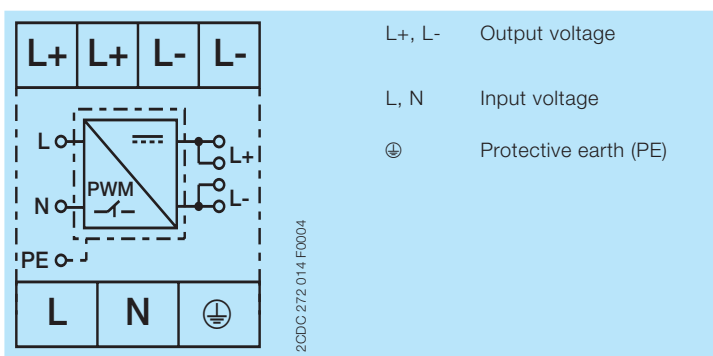 L+ L+ L- L-
L
L+
PWM
N
L-
PE
L N ⏚
2CDC 272 014 F0004
L+, L- Output voltage
L, N Input voltage
⏚ Protective earth (PE)